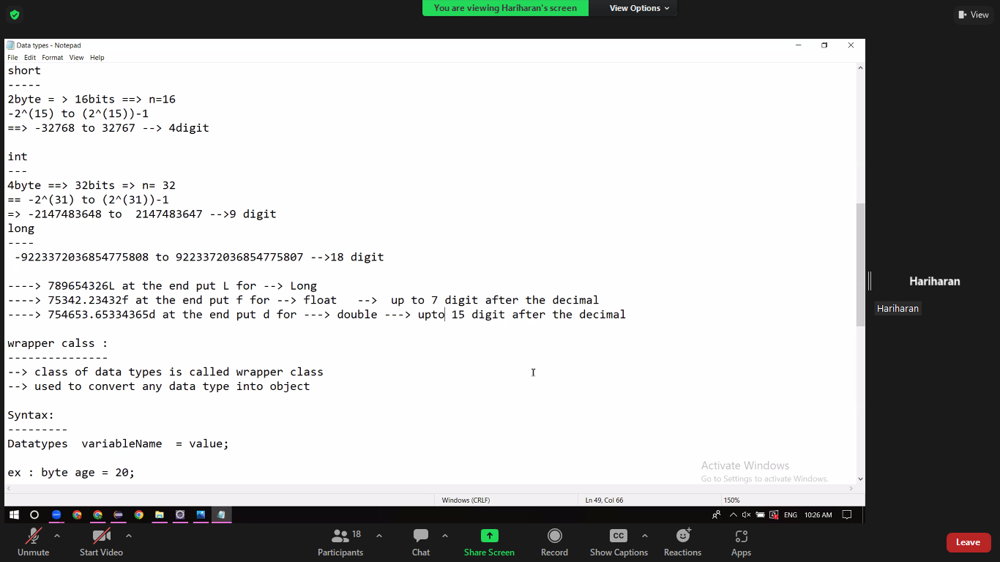 You are viewing Hariharan's screen
View Options
View
Data types - Notepad
File Edit Format View Help
short
-----
2byte = > 16bits ==> n=16
-2^(15) to (2^(15))-1
==> -32768 to 32767 --> 4digit
int
---
4byte ==> 32bits => n= 32
== -2^(31) to (2^(31))-1
=> -2147483648 to  2147483647 -->9 digit
long
----
-9223372036854775808 to 9223372036854775807 -->18 digit
----> 789654326L at the end put L for --> Long
----> 75342.23432f at the end put f for --> float   -->  up to 7 digit after the decimal
----> 754653.65334365d at the end put d for ---> double ---> upto 15 digit after the decimal
wrapper calss :
---------------
--> class of data types is called wrapper class
--> used to convert any data type into object
Syntax:
---------
Datatypes  variableName  = value;
ex : byte age = 20;
Activate Windows
Go to Settings to activate Windows.
Windows (CRLF)
Ln 49, Col 66
150%
ENG 10:26 AM
Hariharan
Hariharan
Unmute
Start Video
18
Participants
Chat
Share Screen
Record
CC
Show Captions
Reactions
Apps
Leave